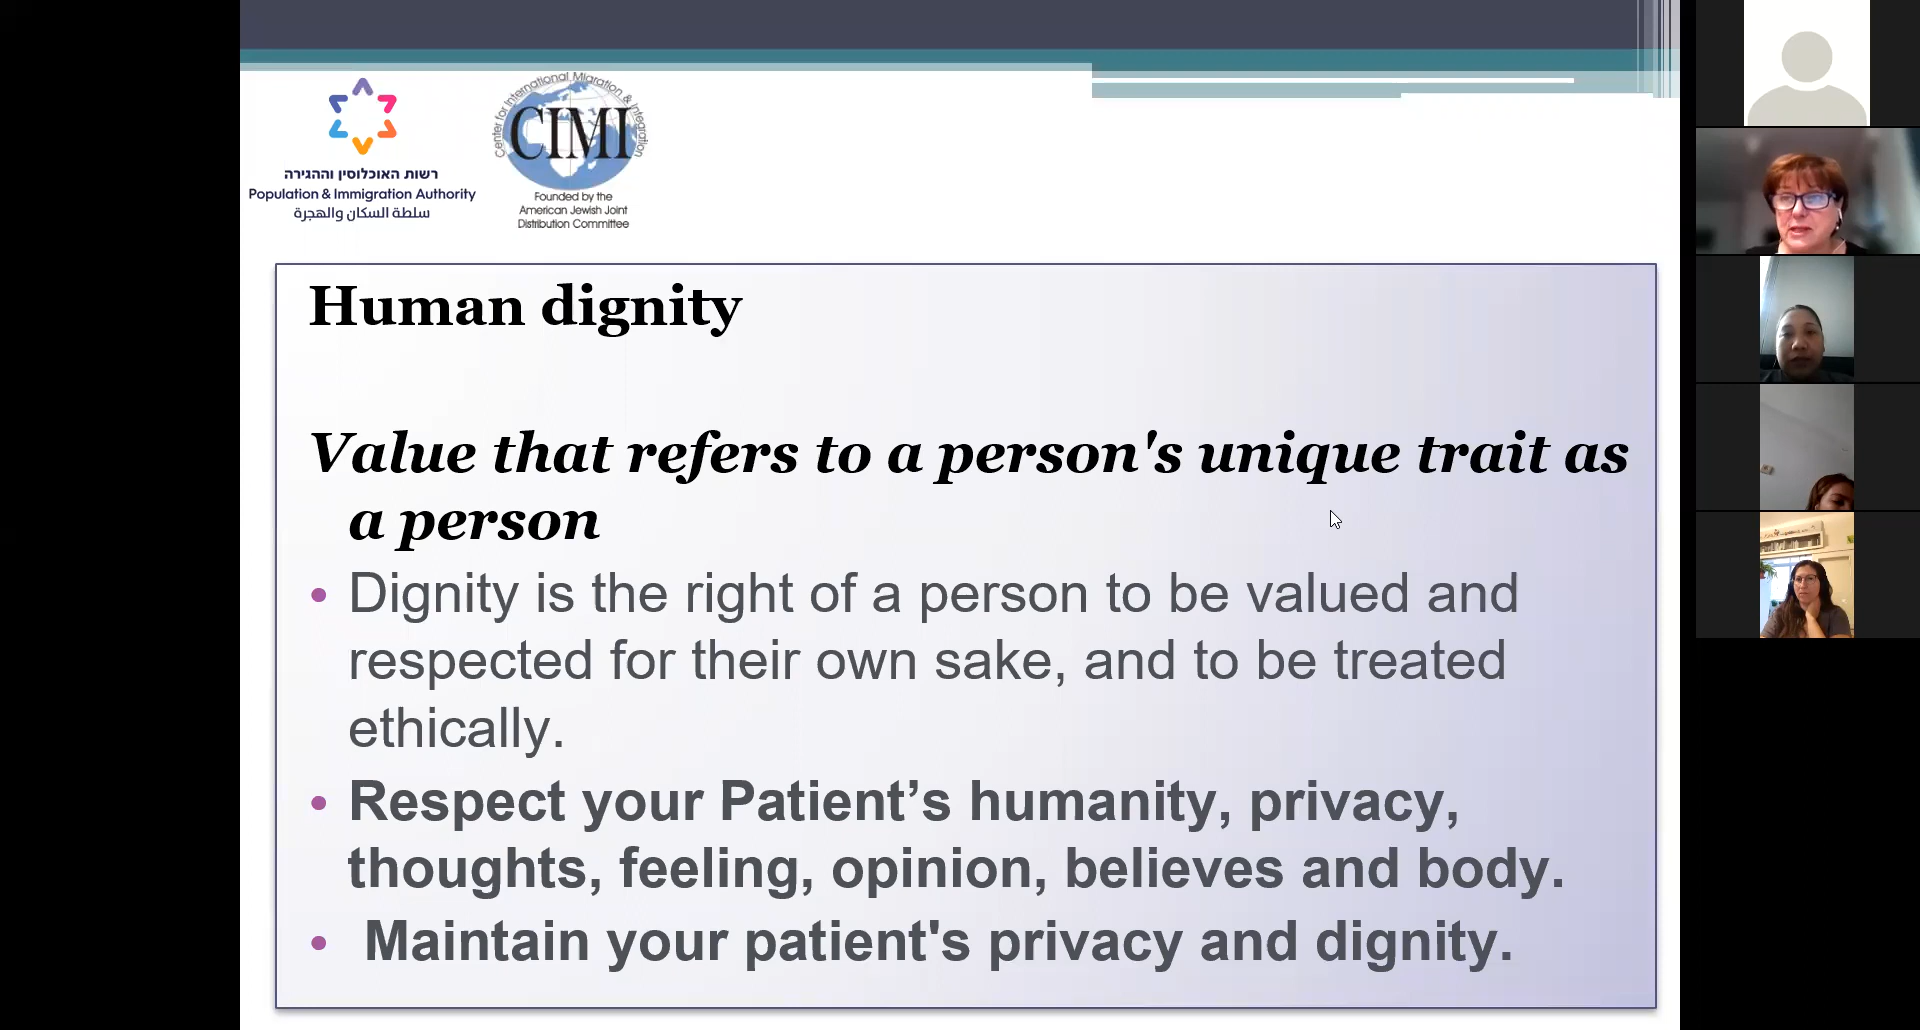 רשות האוכלוסין וההגירה
Population & Immigration Authority
سلطة السكان والهجرة
Center for International Migration & Integration
CIMI
Founded by the
American Jewish Joint
Distribution Committee
Human dignity
Value that refers to a person's unique trait as
a person
• Dignity is the right of a person to be valued and
respected for their own sake, and to be treated
ethically.
• Respect your Patient’s humanity, privacy,
thoughts, feeling, opinion, believes and body.
• Maintain your patient's privacy and dignity.